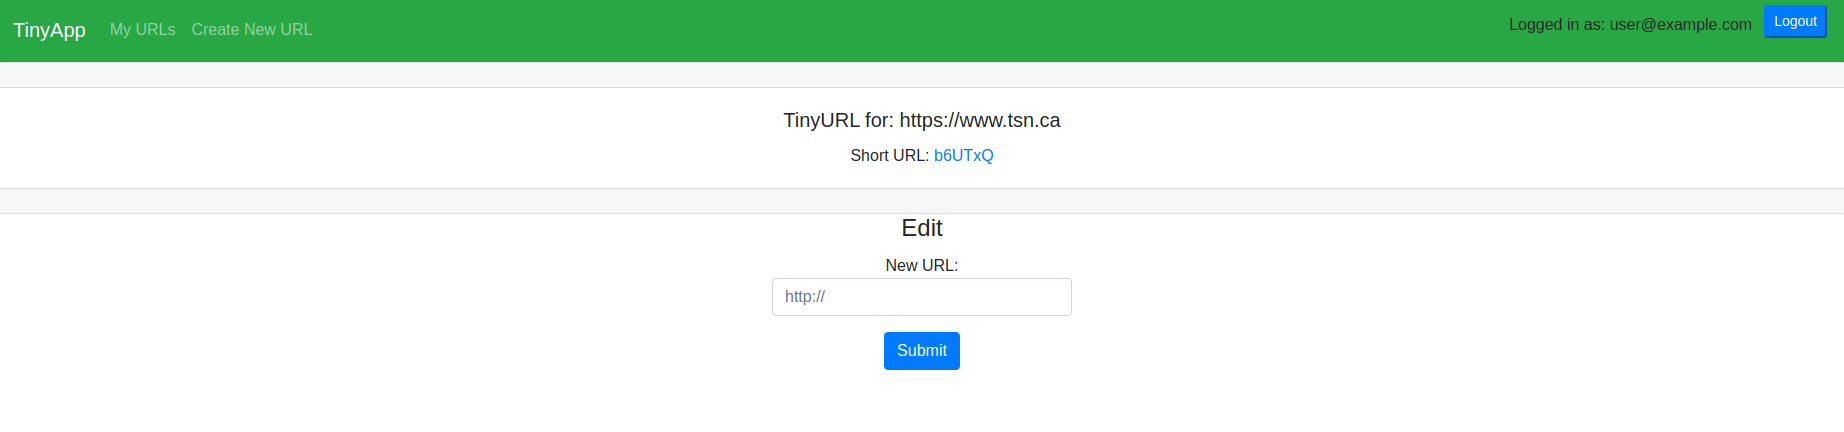 TinyApp My URLs Create New URL Logged in as: user@example.com Logout
TinyURL for: https://www.tsn.ca
Short URL: b6UTxQ
Edit
New URL:
http://
Submit